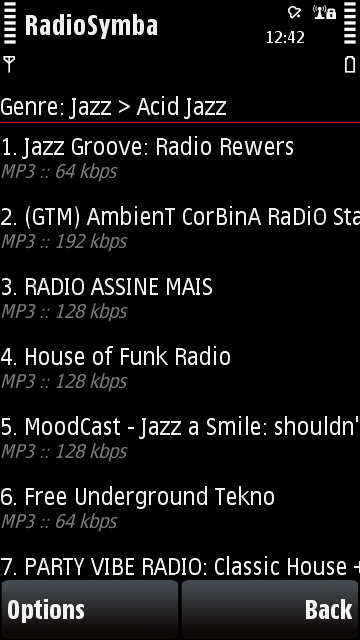 RadioSymba
12:42
Genre: Jazz > Acid Jazz
1. Jazz Groove: Radio Rewers
MP3 :: 64 kbps
2. (GTM) AmbienT CorBinA RaDiO Sta
MP3 :: 192 kbps
3. RADIO ASSINE MAIS
MP3 :: 128 kbps
4. House of Funk Radio
MP3 :: 128 kbps
5. MoodCast - Jazz a Smile: shouldn'
MP3 :: 128 kbps
6. Free Underground Tekno
MP3 :: 64 kbps
7. PARTY VIBE RADIO: Classic House +
Options
Back